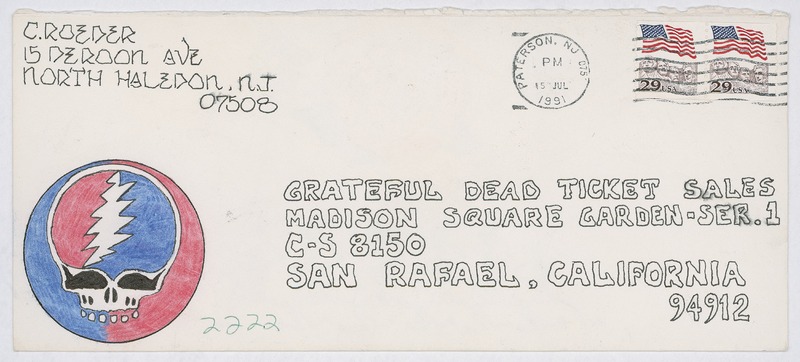 C. ROEDER
15 DEROON AVE
NORTH HALEDON, N.J.
07508
PATERSON, NJ 075
PM
15 JUL
1991
29 USA
29 USA
GRATEFUL DEAD TICKET SALES
MADISON SQUARE GARDEN-SER. 1
C-S 8150
SAN RAFAEL, CALIFORNIA
94912
2222